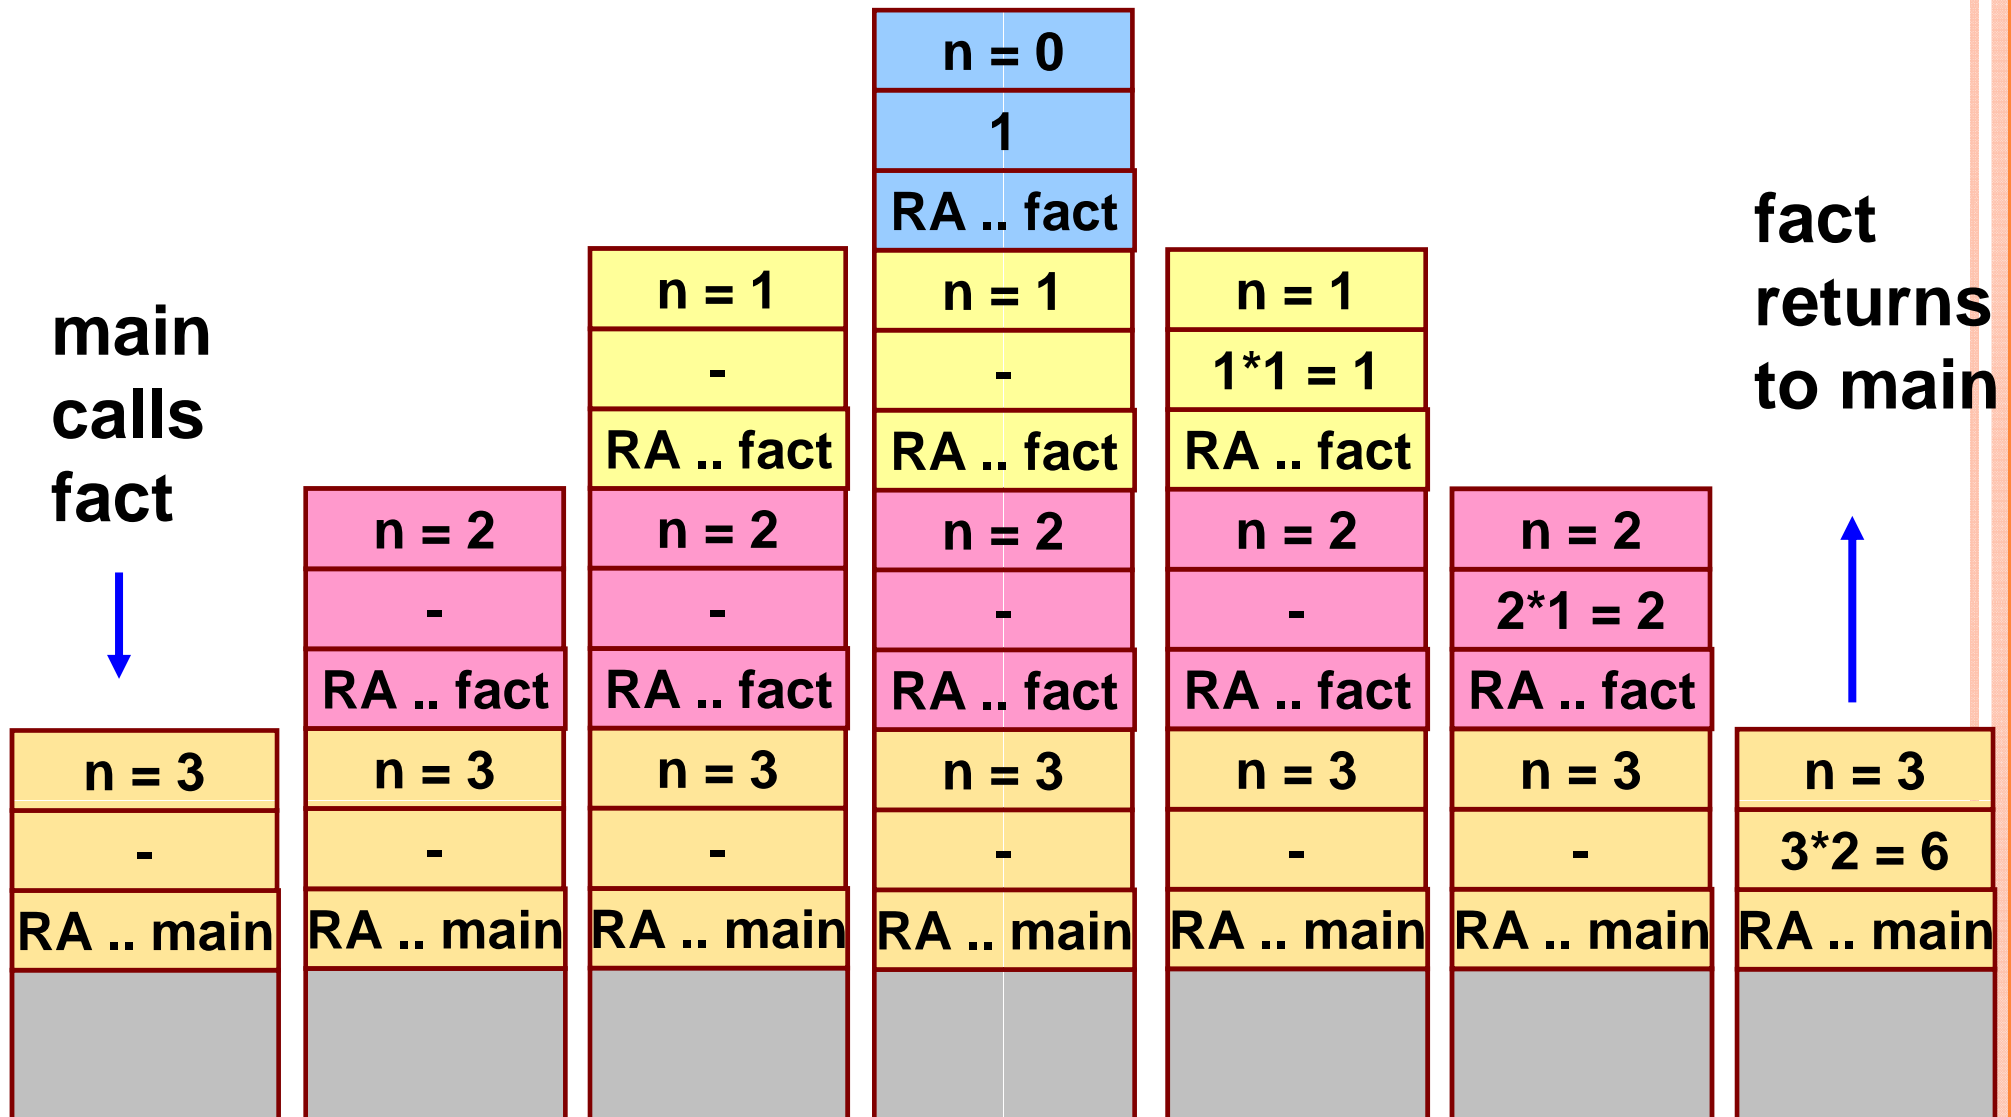 main
calls
fact
n = 3
-
RA .. main
n = 2
-
RA .. fact
n = 3
-
RA .. main
n = 1
-
RA .. fact
n = 2
-
RA .. fact
n = 3
-
RA .. main
n = 0
1
RA .. fact
n = 1
-
RA .. fact
n = 2
-
RA .. fact
n = 3
-
RA .. main
n = 1
1*1 = 1
RA .. fact
n = 2
-
RA .. fact
n = 3
-
RA .. main
n = 2
2*1 = 2
RA .. fact
n = 3
-
RA .. main
fact
returns
to main
n = 3
3*2 = 6
RA .. main